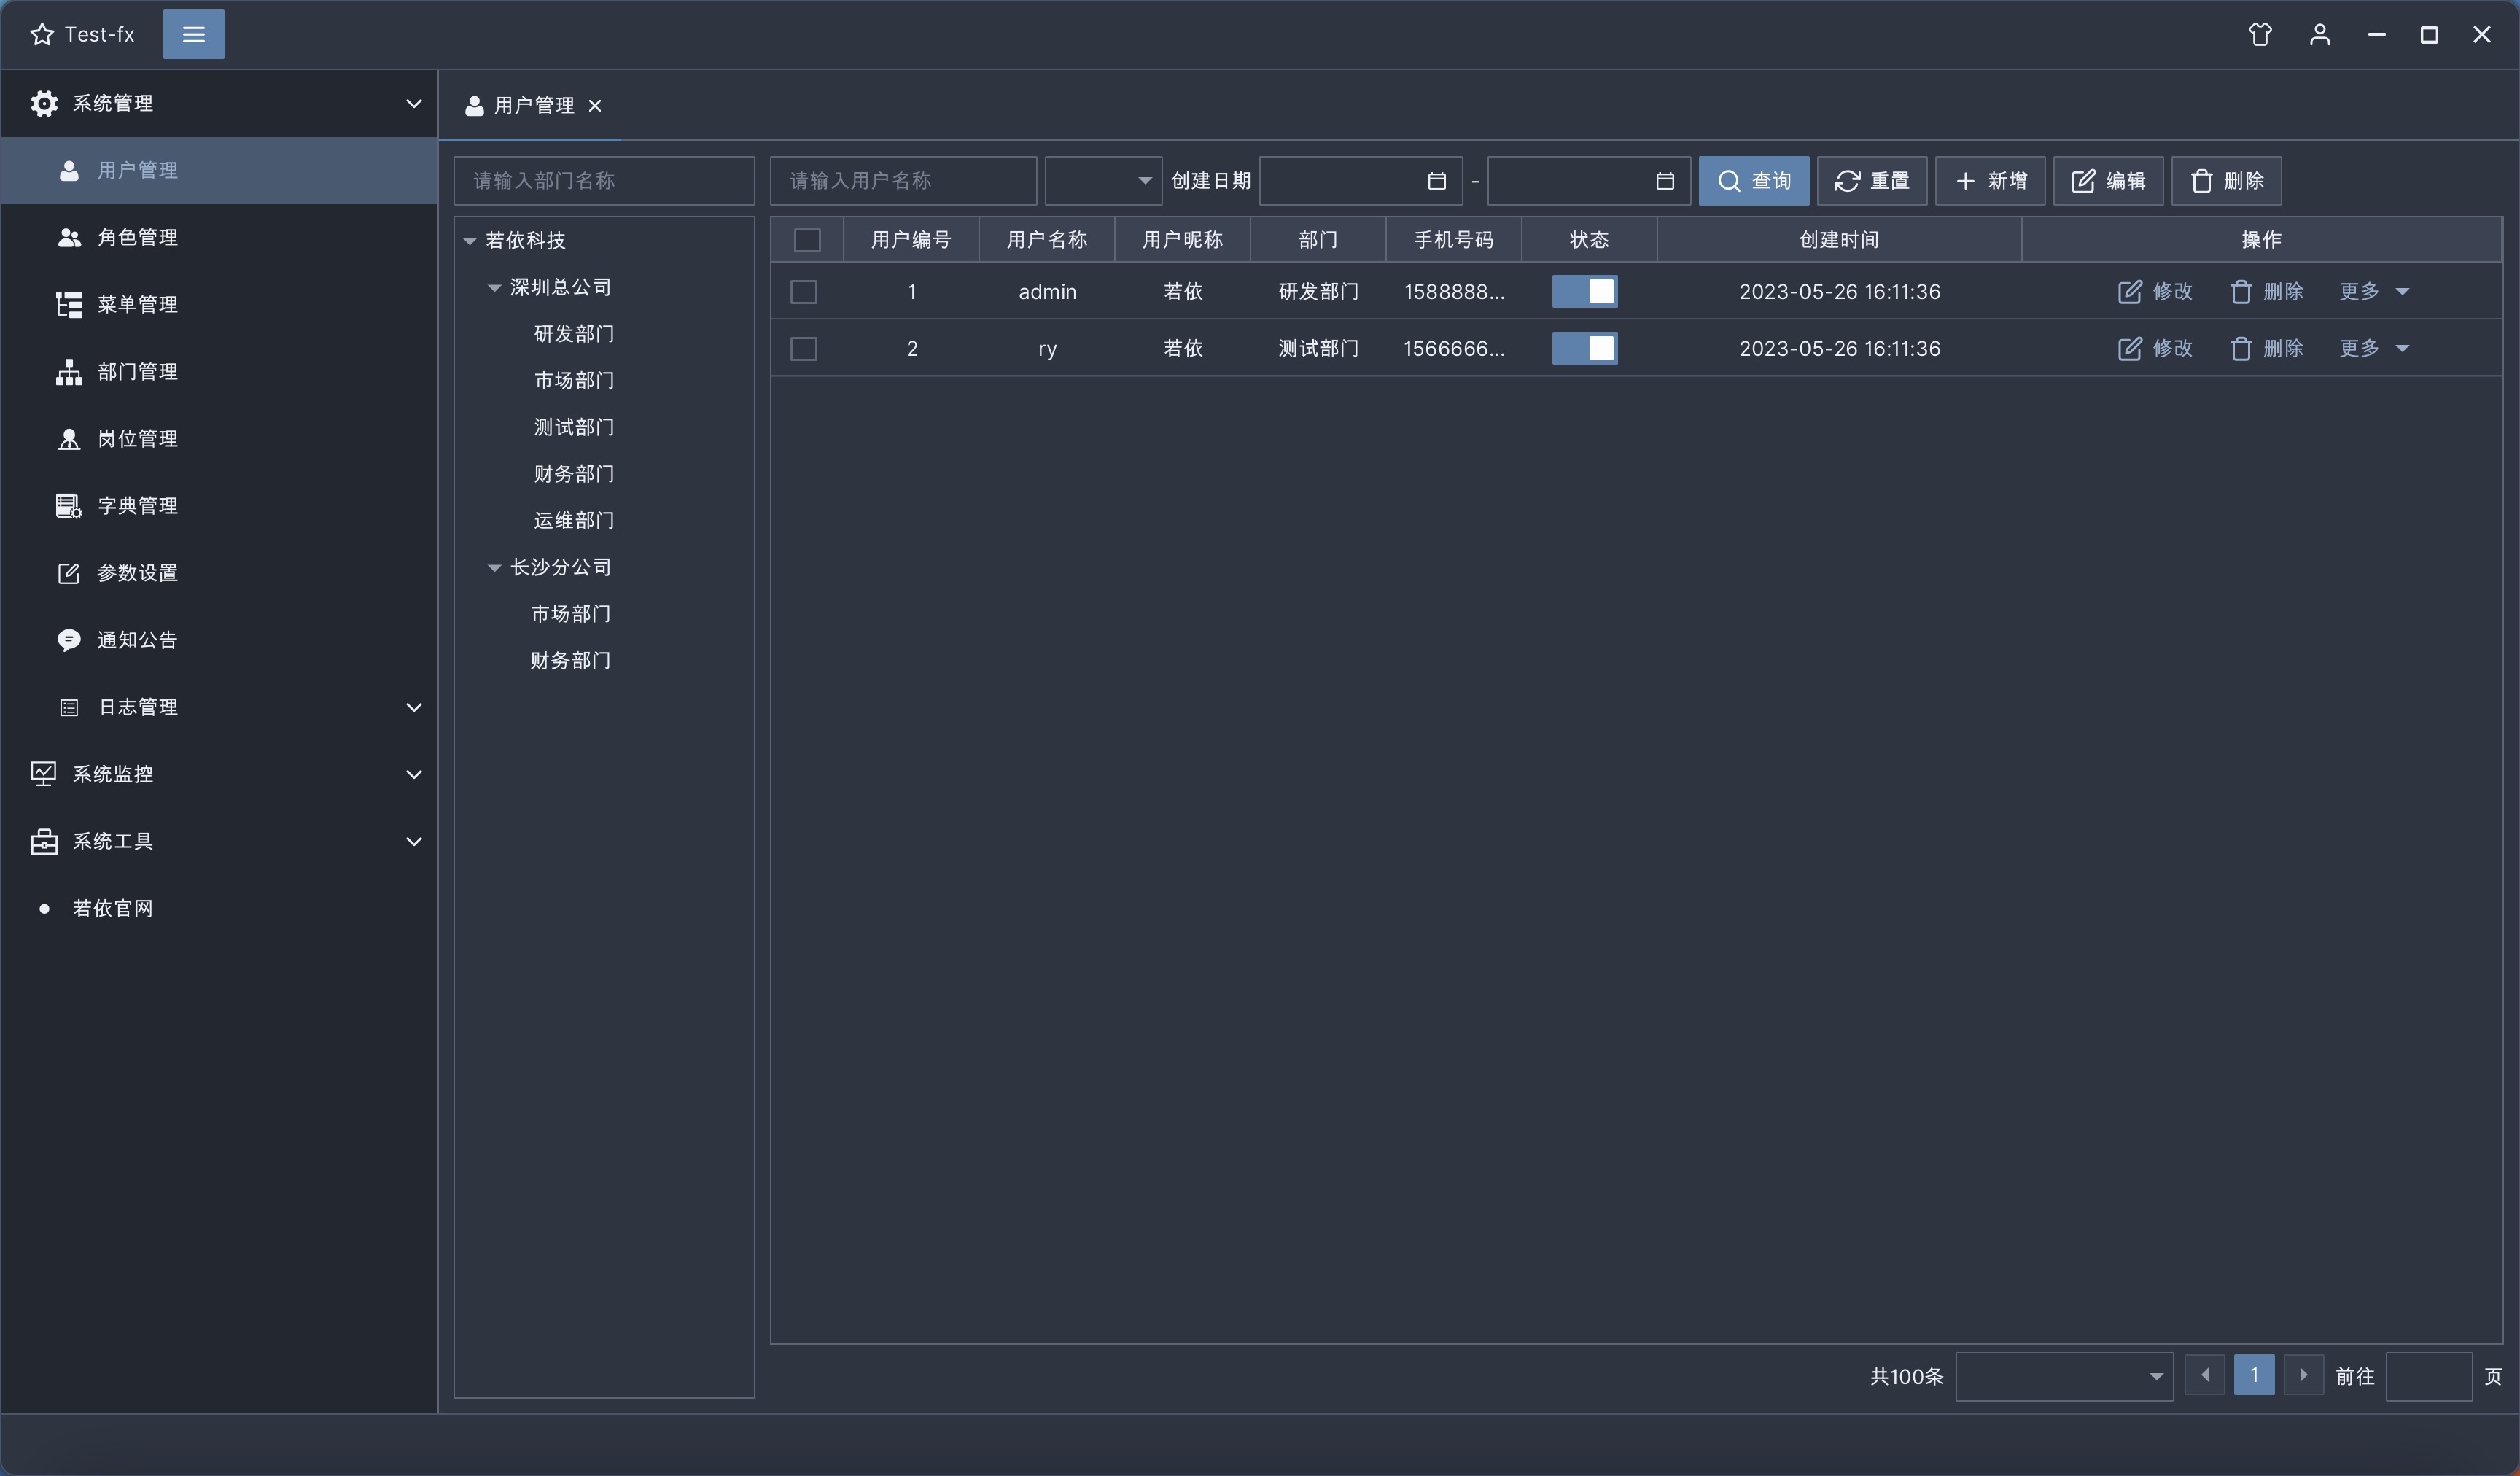 Test-fx
系统管理
用户管理
角色管理
菜单管理
部门管理
岗位管理
字典管理
参数设置
通知公告
日志管理
系统监控
系统工具
若依官网
用户管理
请输入部门名称
若依科技
深圳总公司
研发部门
市场部门
测试部门
财务部门
运维部门
长沙分公司
市场部门
财务部门
请输入用户名称 创建日期 - 查询 重置 新增 编辑 删除
用户编号 用户名称 用户昵称 部门 手机号码 状态 创建时间 操作
1 admin 若依 研发部门 1588888... 2023-05-26 16:11:36 修改 删除 更多
2 ry 若依 测试部门 1566666... 2023-05-26 16:11:36 修改 删除 更多
共100条 1 前往 页